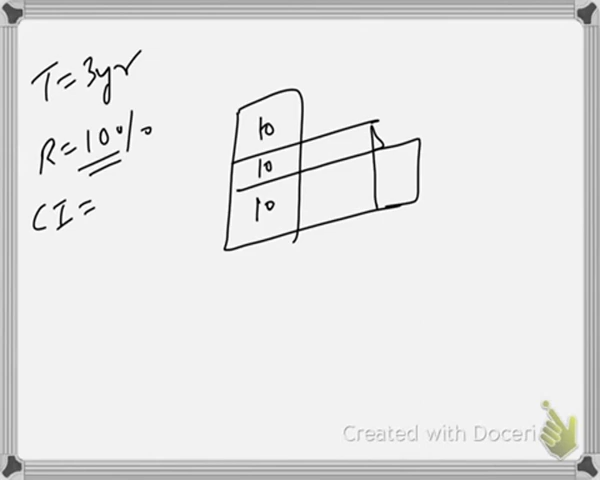 T = 3yr
R = 10%
CI =
10
10
10
Created with Doceri